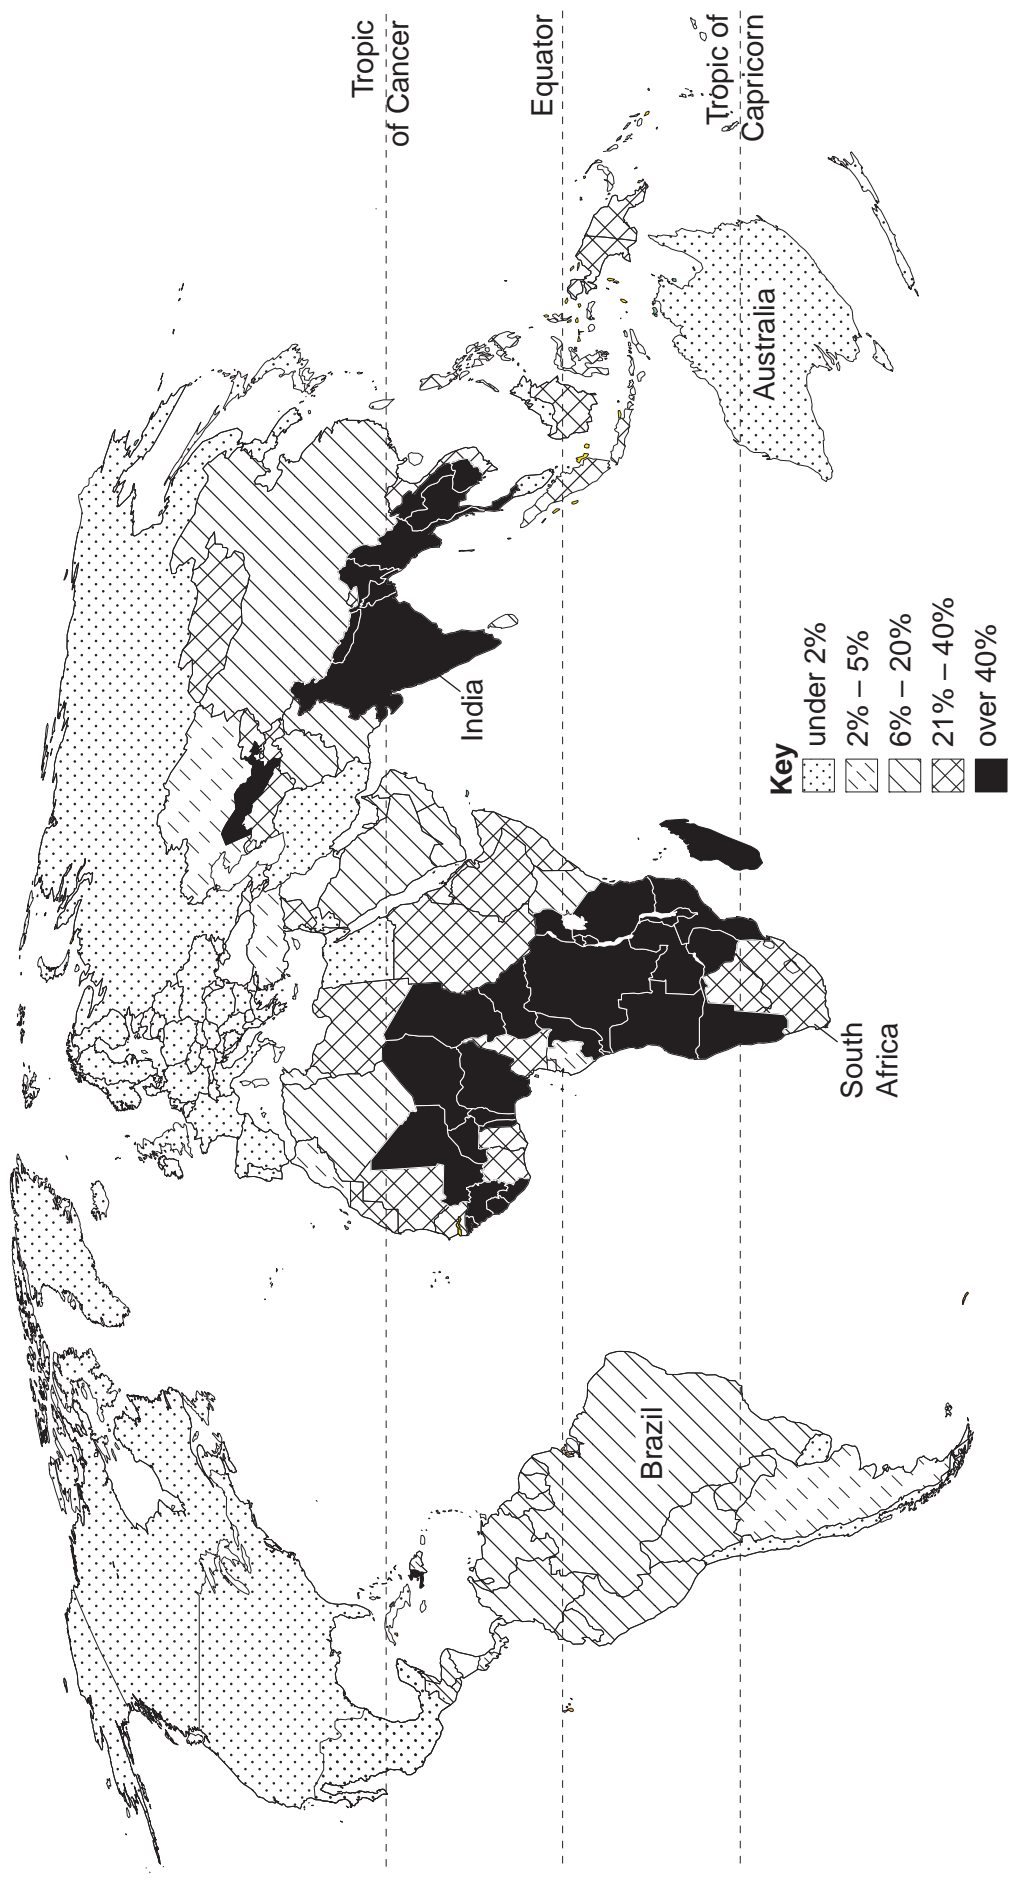 Tropic
of Cancer
Equator
Tropic of
Capricorn
Australia
India
South
Africa
Brazil
Key
under 2%
2% – 5%
6% – 20%
21% – 40%
over 40%